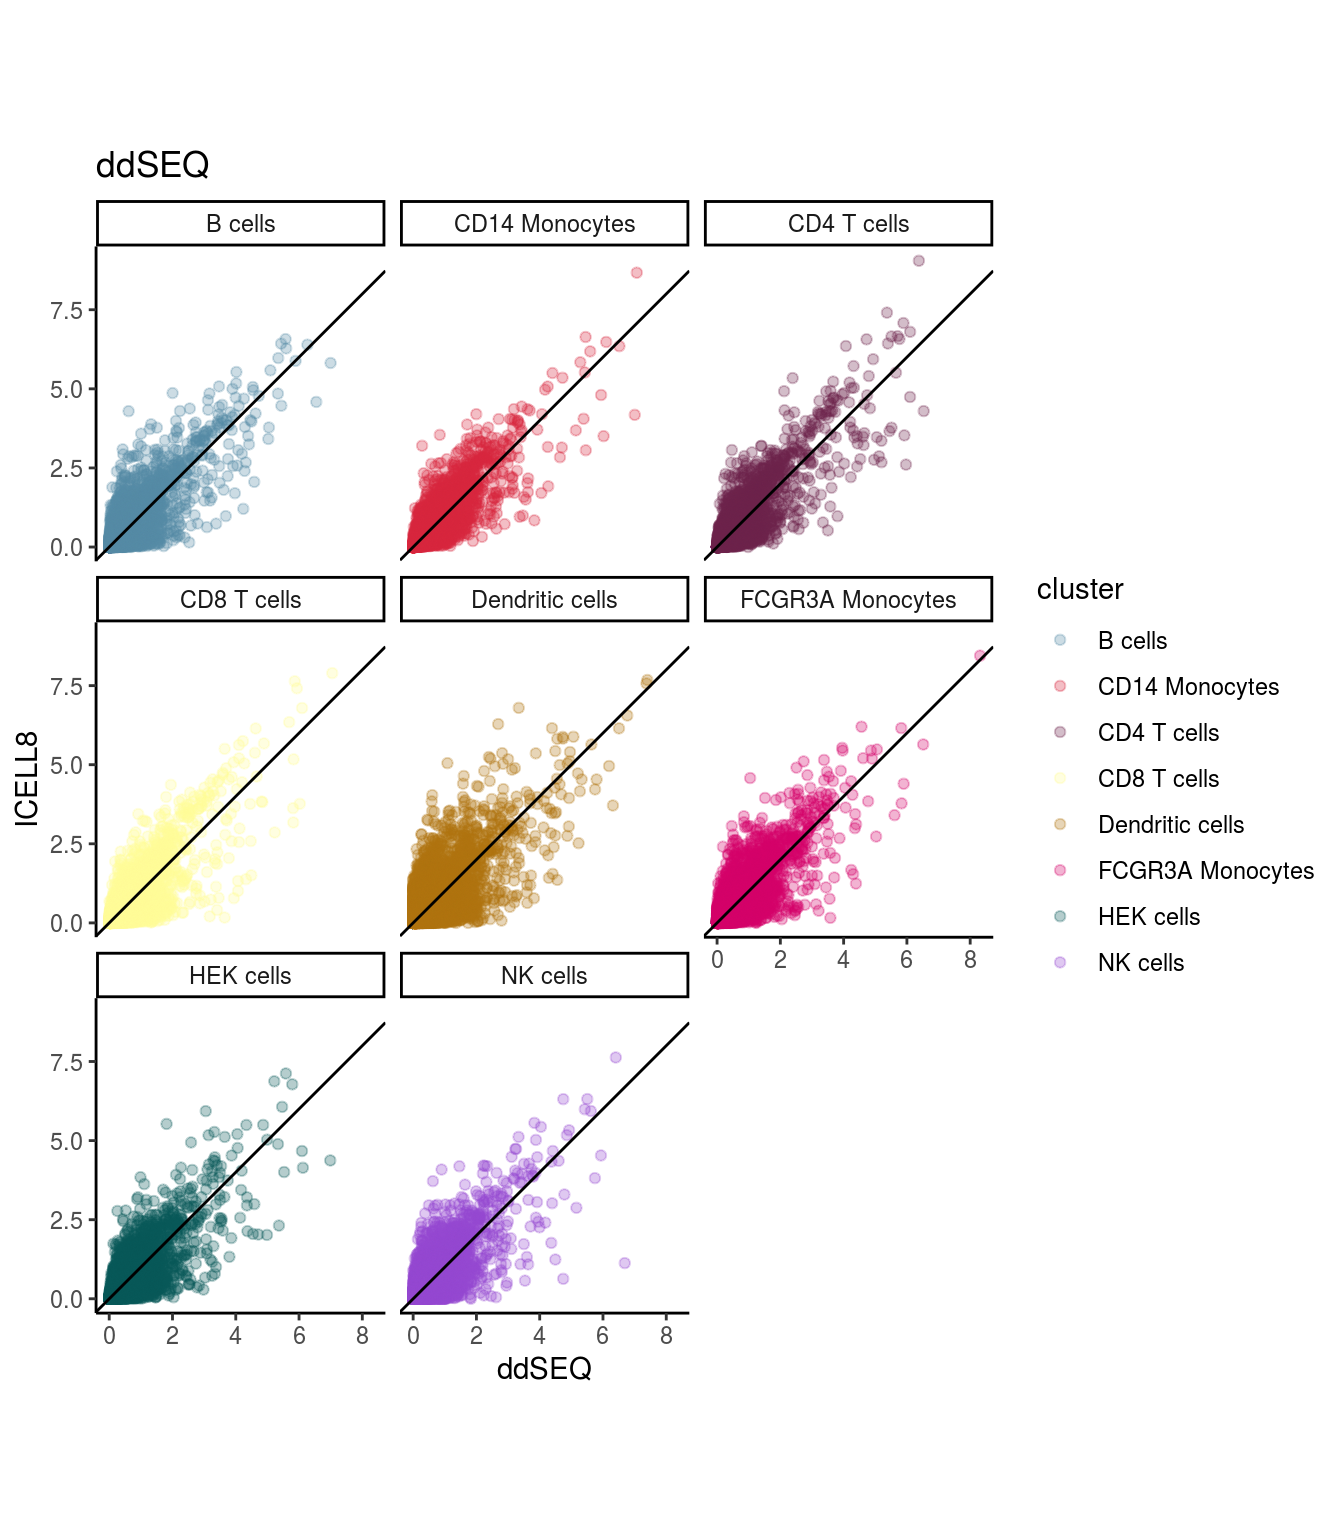 ddSEQ
B cells
CD14 Monocytes
CD4 T cells
7.5
5.0
2.5
0.0
CD8 T cells
Dendritic cells
FCGR3A Monocytes
7.5
5.0
2.5
0.0
0 2 4 6 8
HEK cells
NK cells
7.5
5.0
2.5
0.0
0 2 4 6 8
0 2 4 6 8
ddSEQ
ICELL8
cluster
B cells
CD14 Monocytes
CD4 T cells
CD8 T cells
Dendritic cells
FCGR3A Monocytes
HEK cells
NK cells